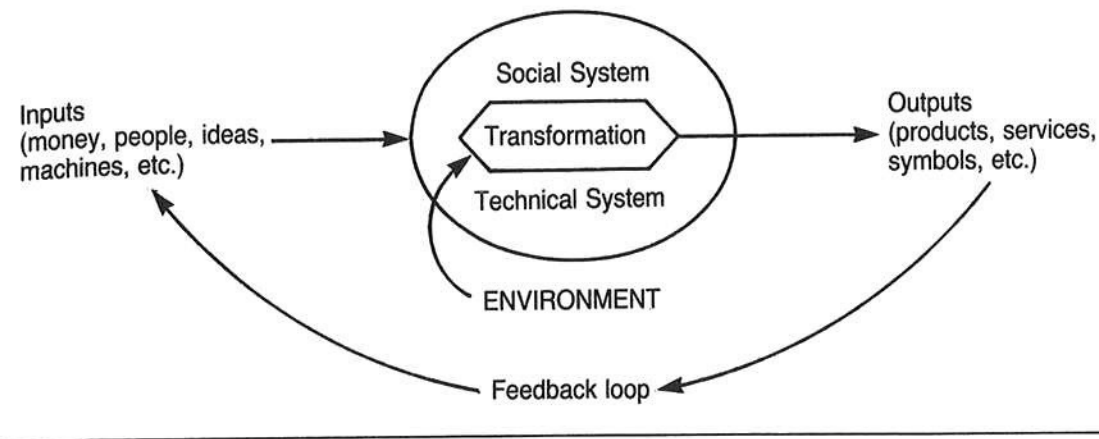 Inputs
(money, people, ideas,
machines, etc.)
Social System
Transformation
Technical System
Outputs
(products, services,
symbols, etc.)
ENVIRONMENT
Feedback loop